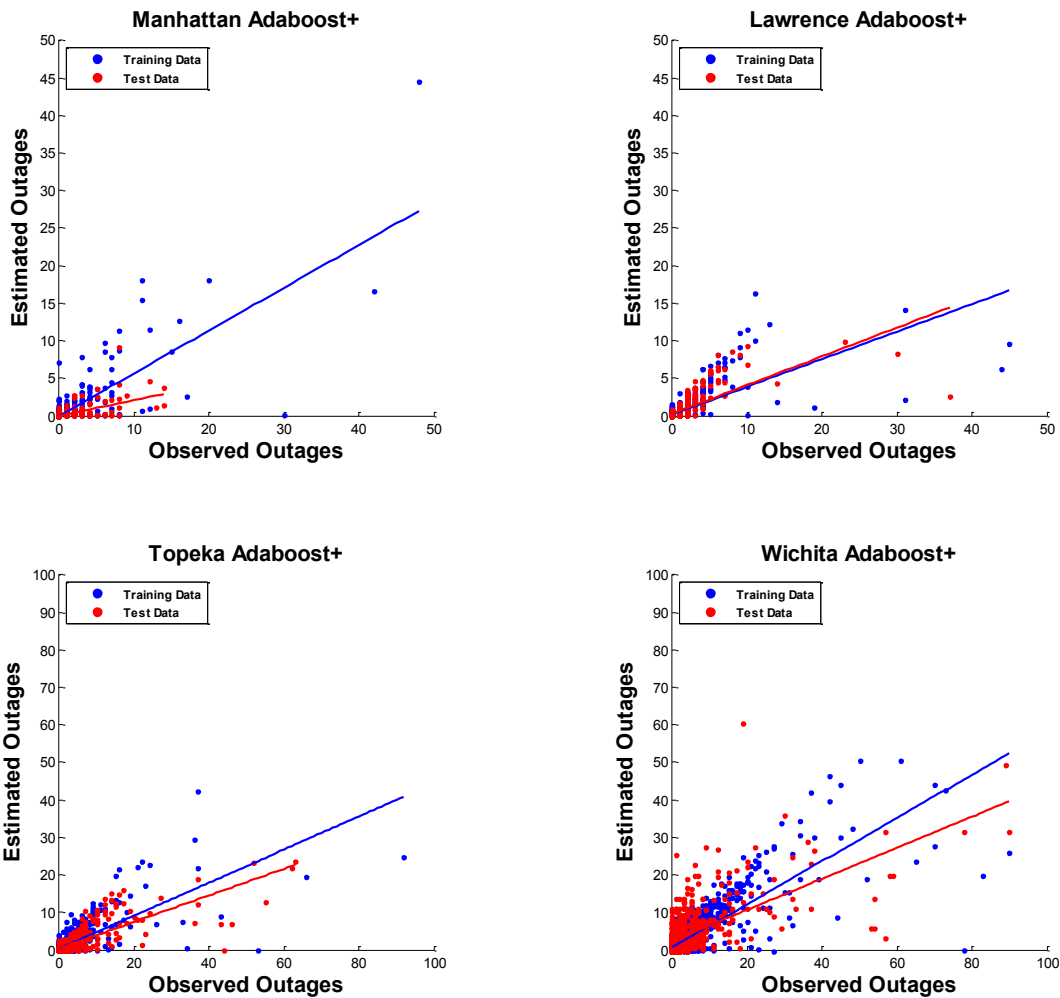 Manhattan Adaboost+
50
45
40
35
30
25
20
15
10
5
0
0 10 20 30 40 50
Training Data
Test Data
Estimated Outages
Observed Outages
Lawrence Adaboost+
50
45
40
35
30
25
20
15
10
5
0
0 10 20 30 40 50
Training Data
Test Data
Estimated Outages
Observed Outages
Topeka Adaboost+
100
90
80
70
60
50
40
30
20
10
0
0 20 40 60 80 100
Training Data
Test Data
Estimated Outages
Observed Outages
Wichita Adaboost+
100
90
80
70
60
50
40
30
20
10
0
0 20 40 60 80 100
Training Data
Test Data
Estimated Outages
Observed Outages